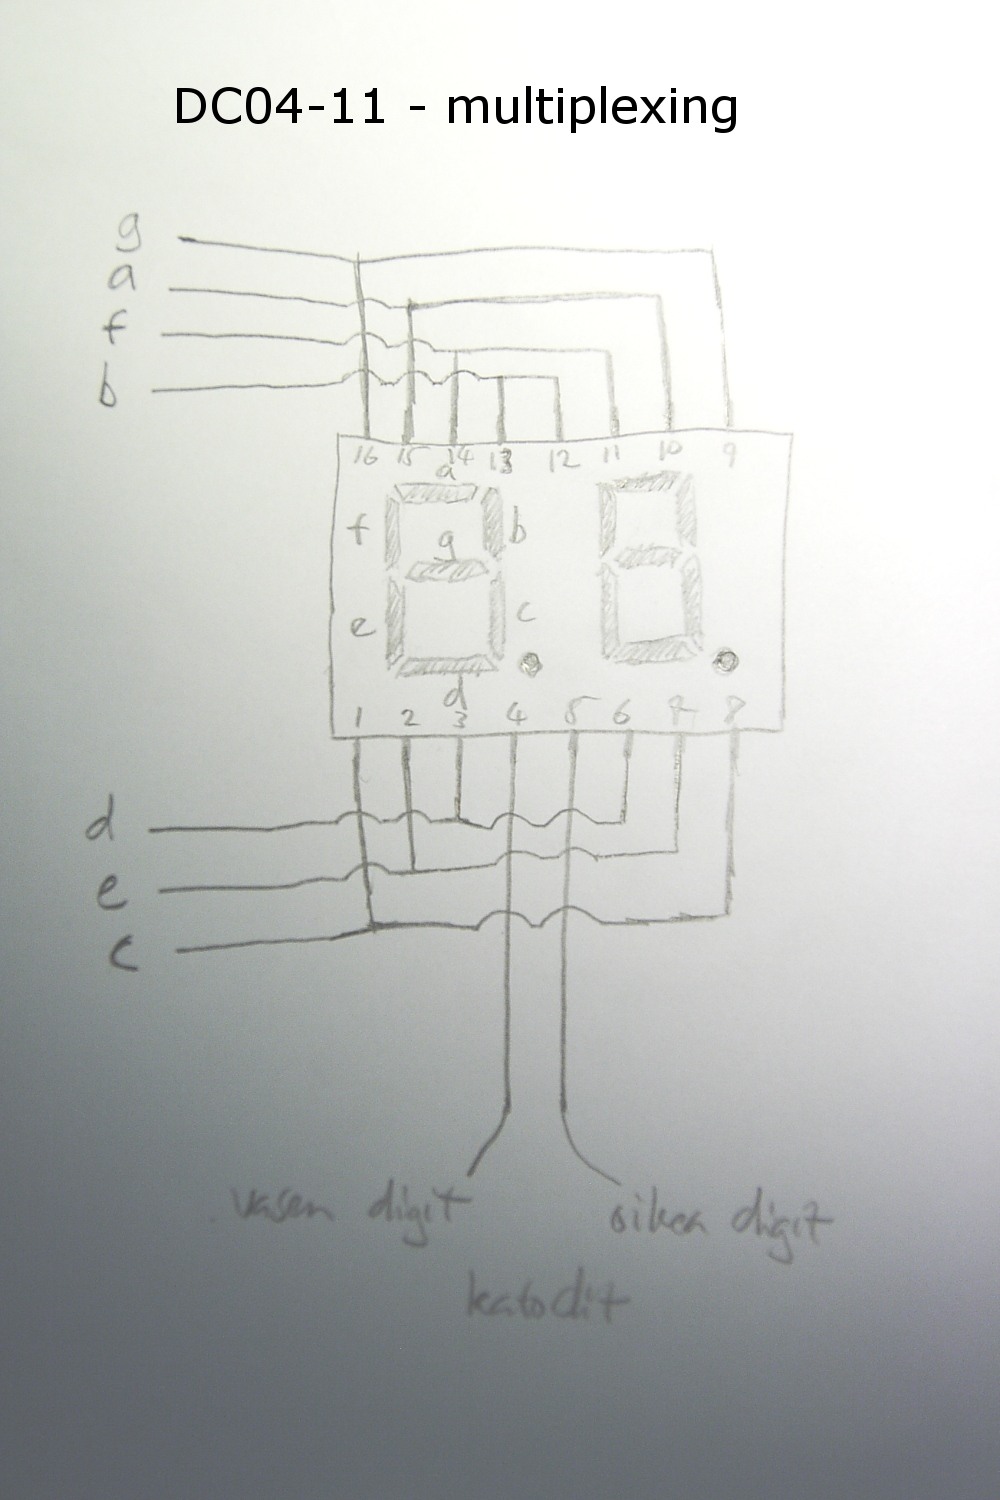 DC04-11 - multiplexing
g
a
f
b
16 15 14 13 12 11 10 9
a
f b
g
e c
d
1 2 3 4 5 6 7 8
d
e
c
vasen digit oikea digit
katodit